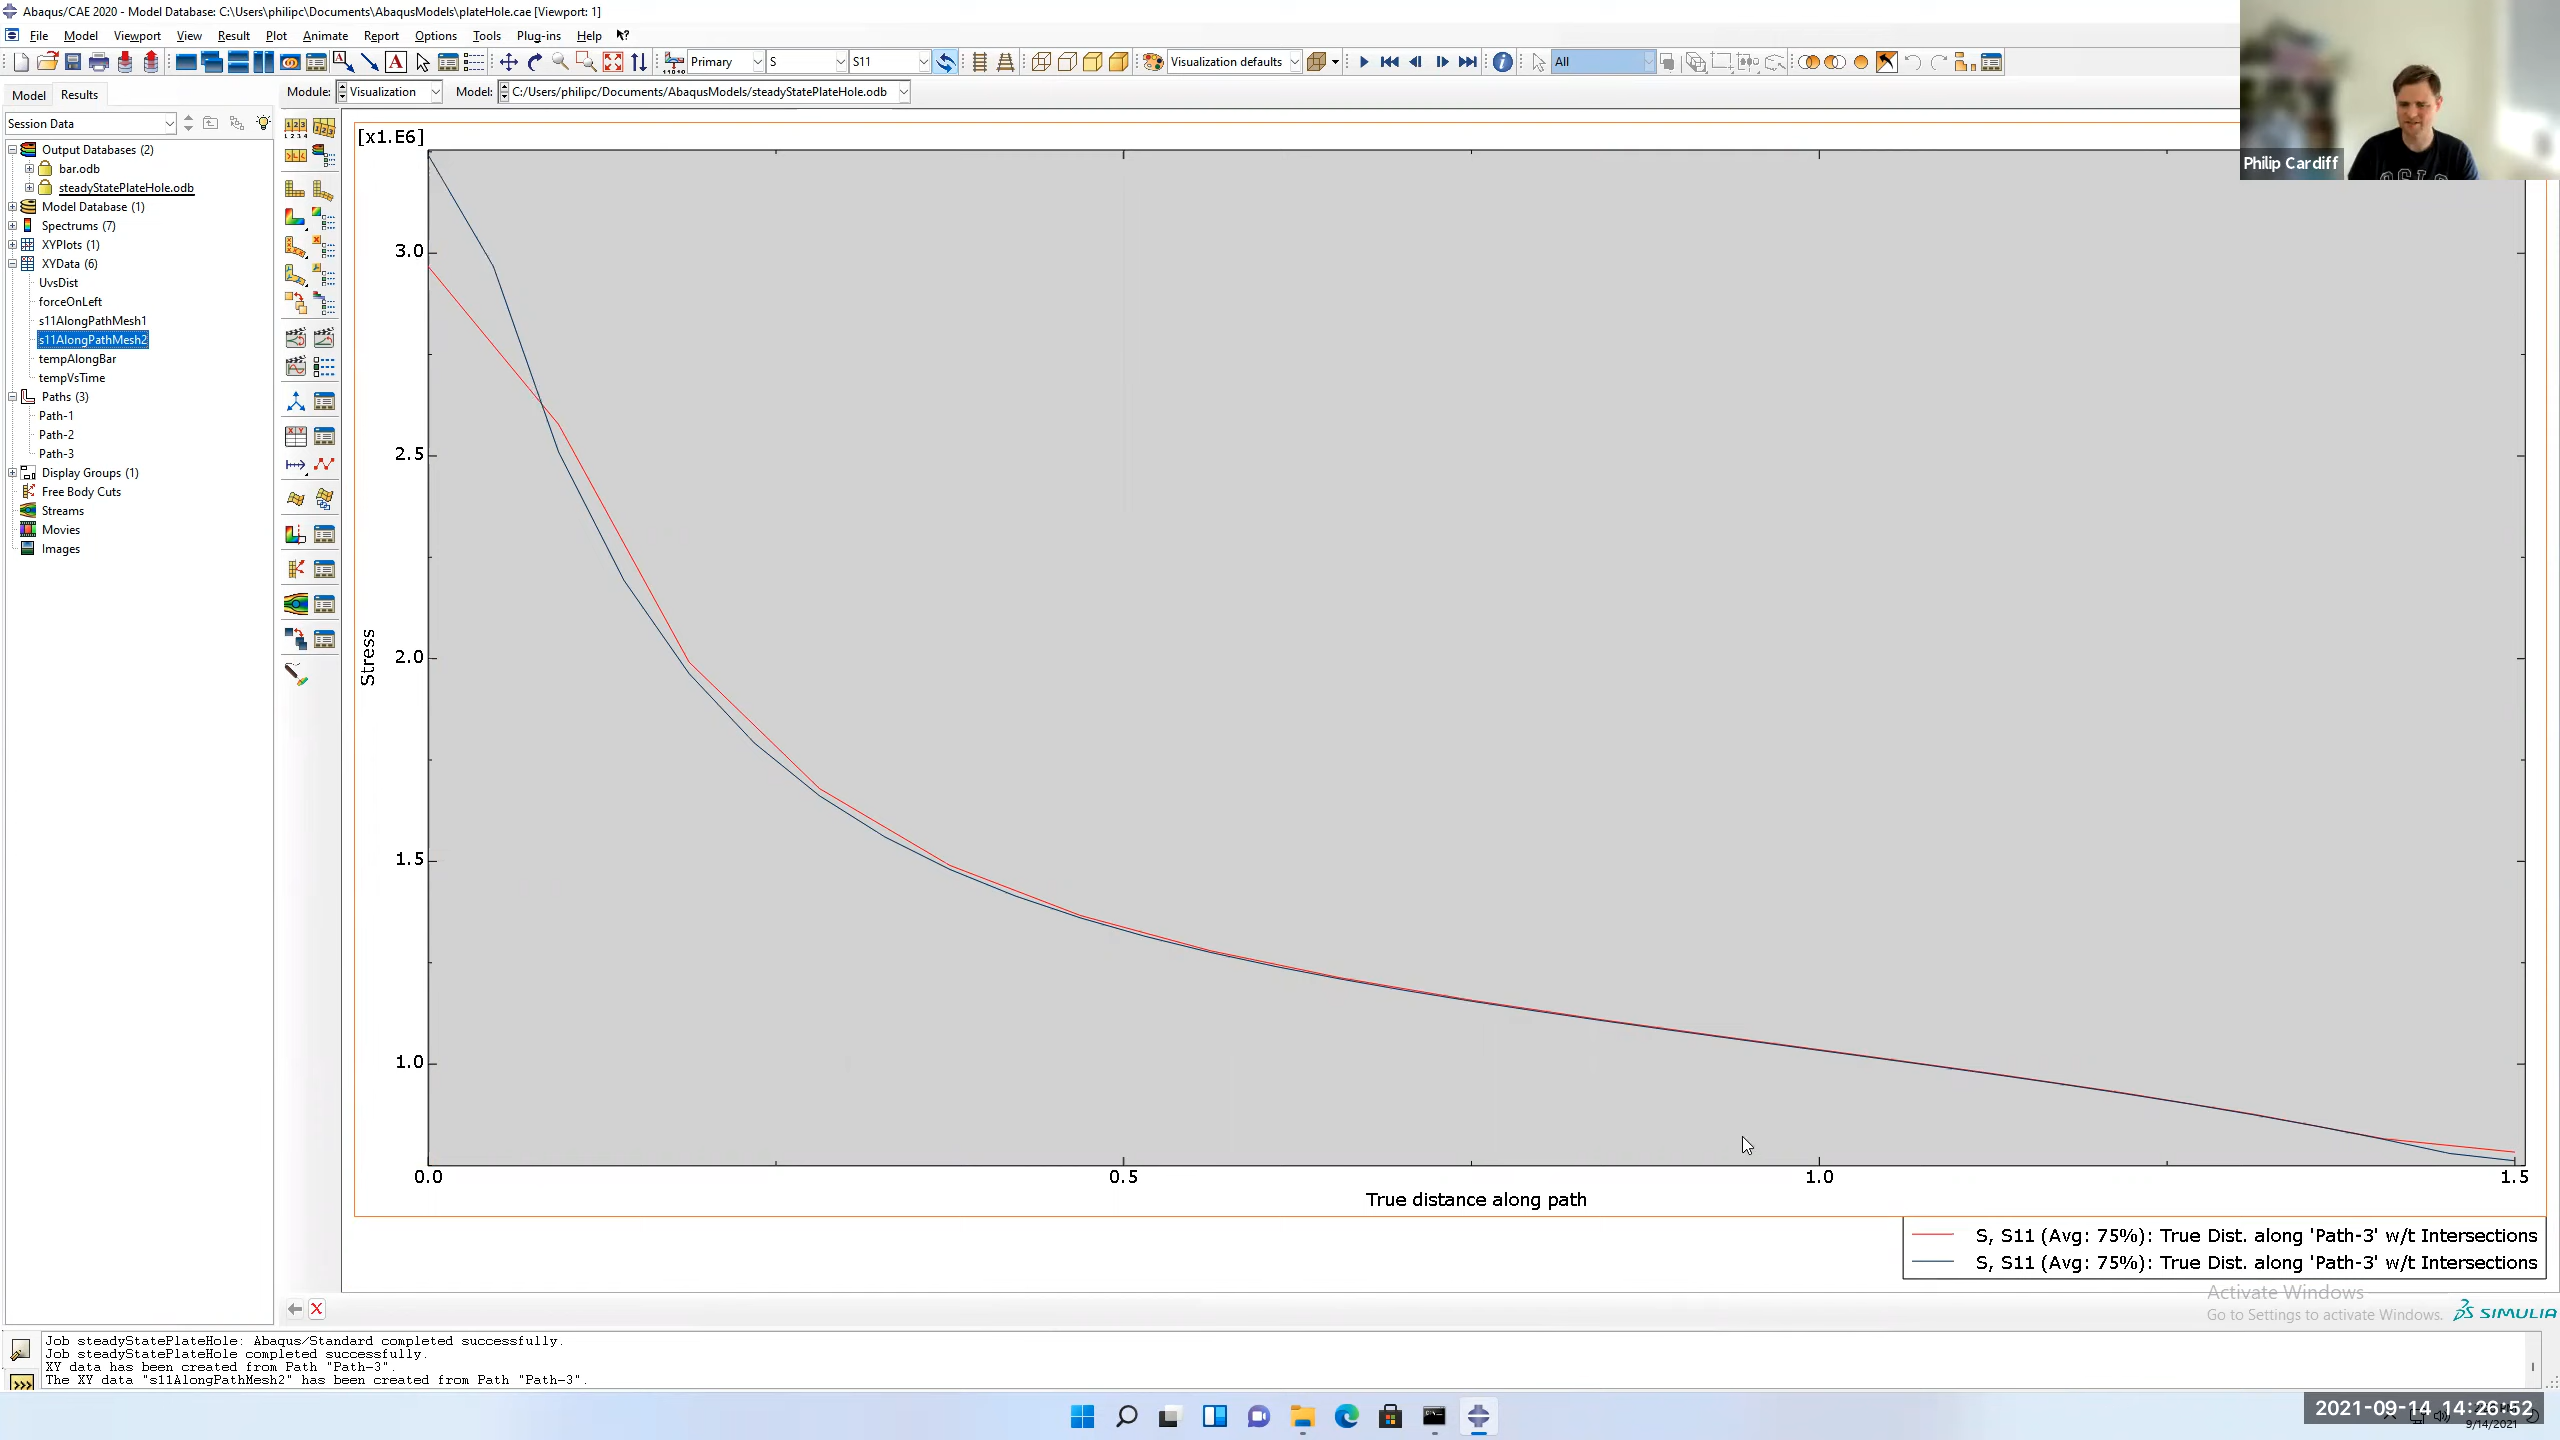 Abaqus/CAE 2020 - Model Database: C:\Users\philipc\Documents\AbaqusModels\plateHole.cae [Viewport: 1]
File Model Viewport View Result Plot Animate Report Options Tools Plug-ins Help
Primary S S11 Visualization defaults All
Model Results
Module: Visualization Model: C:/Users/philipc/Documents/AbaqusModels/steadyStatePlateHole.odb
Session Data
Output Databases (2)
bar.odb
steadyStatePlateHole.odb
Model Database (1)
Spectrums (7)
XYPlots (1)
XYData (6)
UvsDist
forceOnLeft
s11AlongPathMesh1
s11AlongPathMesh2
tempAlongBar
tempVsTime
Paths (3)
Path-1
Path-2
Path-3
Display Groups (1)
Free Body Cuts
Streams
Movies
Images
Philip Cardiff
[x1.E6]
3.0
2.5
2.0
1.5
1.0
Stress
0.0 0.5 1.0 1.5
True distance along path
S, S11 (Avg: 75%): True Dist. along 'Path-3' w/t Intersections
S, S11 (Avg: 75%): True Dist. along 'Path-3' w/t Intersections
Activate Windows
Go to Settings to activate Windows.
SIMULIA
Job steadyStatePlateHole: Abaqus/Standard completed successfully.
Job steadyStatePlateHole completed successfully.
XY data has been created from Path "Path-3".
The XY data "s11AlongPathMesh2" has been created from Path "Path-3".
2021-09-14 14:26:52
9/14/2021